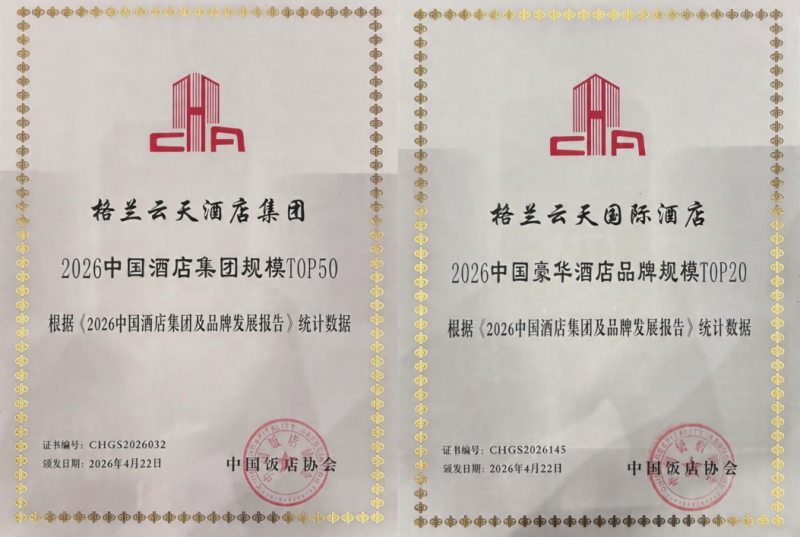 CHA
格兰云天酒店集团
2026中国酒店集团规模TOP50
根据《2026中国酒店集团及品牌发展报告》统计数据
证书编号：CHGS2026032
颁发日期：2026年4月22日
中国饭店协会
CHA
格兰云天国际酒店
2026中国豪华酒店品牌规模TOP20
根据《2026中国酒店集团及品牌发展报告》统计数据
证书编号：CHGS2026145
颁发日期：2026年4月22日
中国饭店协会